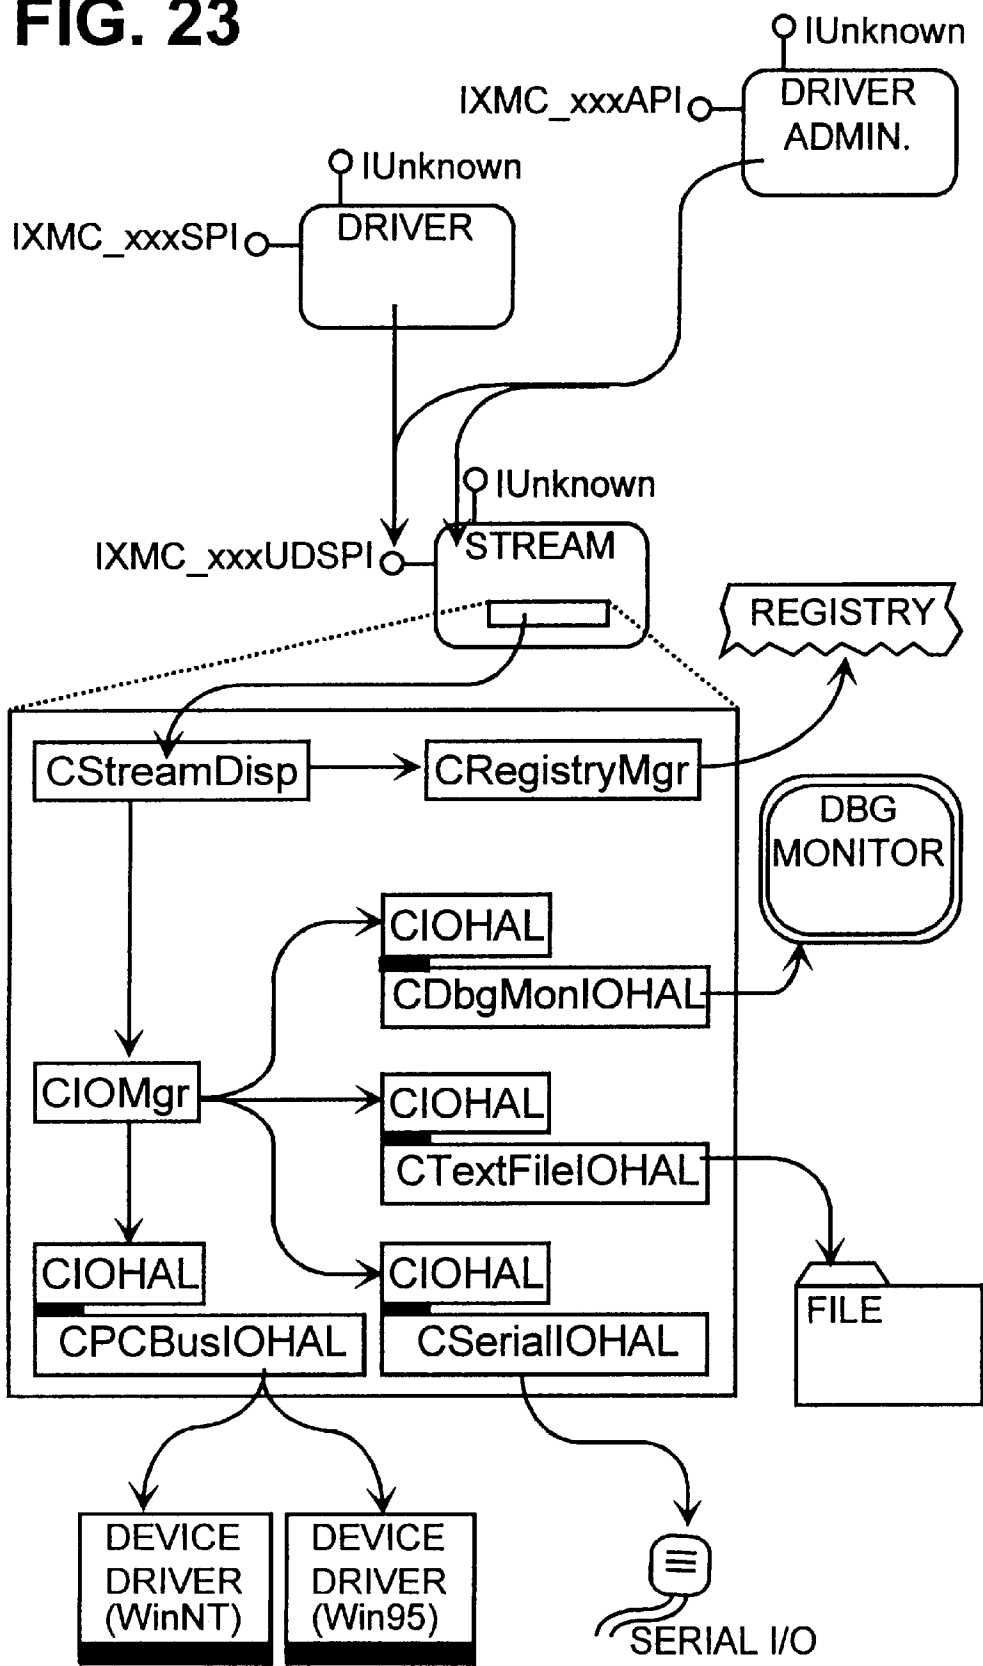 FIG. 23
IUnknown
IXMC_xxxAPI
DRIVER
ADMIN.
IUnknown
IXMC_xxxSPI
DRIVER
IUnknown
IXMC_xxxUDSPI
STREAM
REGISTRY
CStreamDisp
CRegistryMgr
DBG
MONITOR
CIOHAL
CDbgMonIOHAL
CIOMgr
CIOHAL
CTextFileIOHAL
CIOHAL
CIOHAL
FILE
CPCBusIOHAL
CSerialIOHAL
DEVICE
DRIVER
(WinNT)
DEVICE
DRIVER
(Win95)
SERIAL I/O